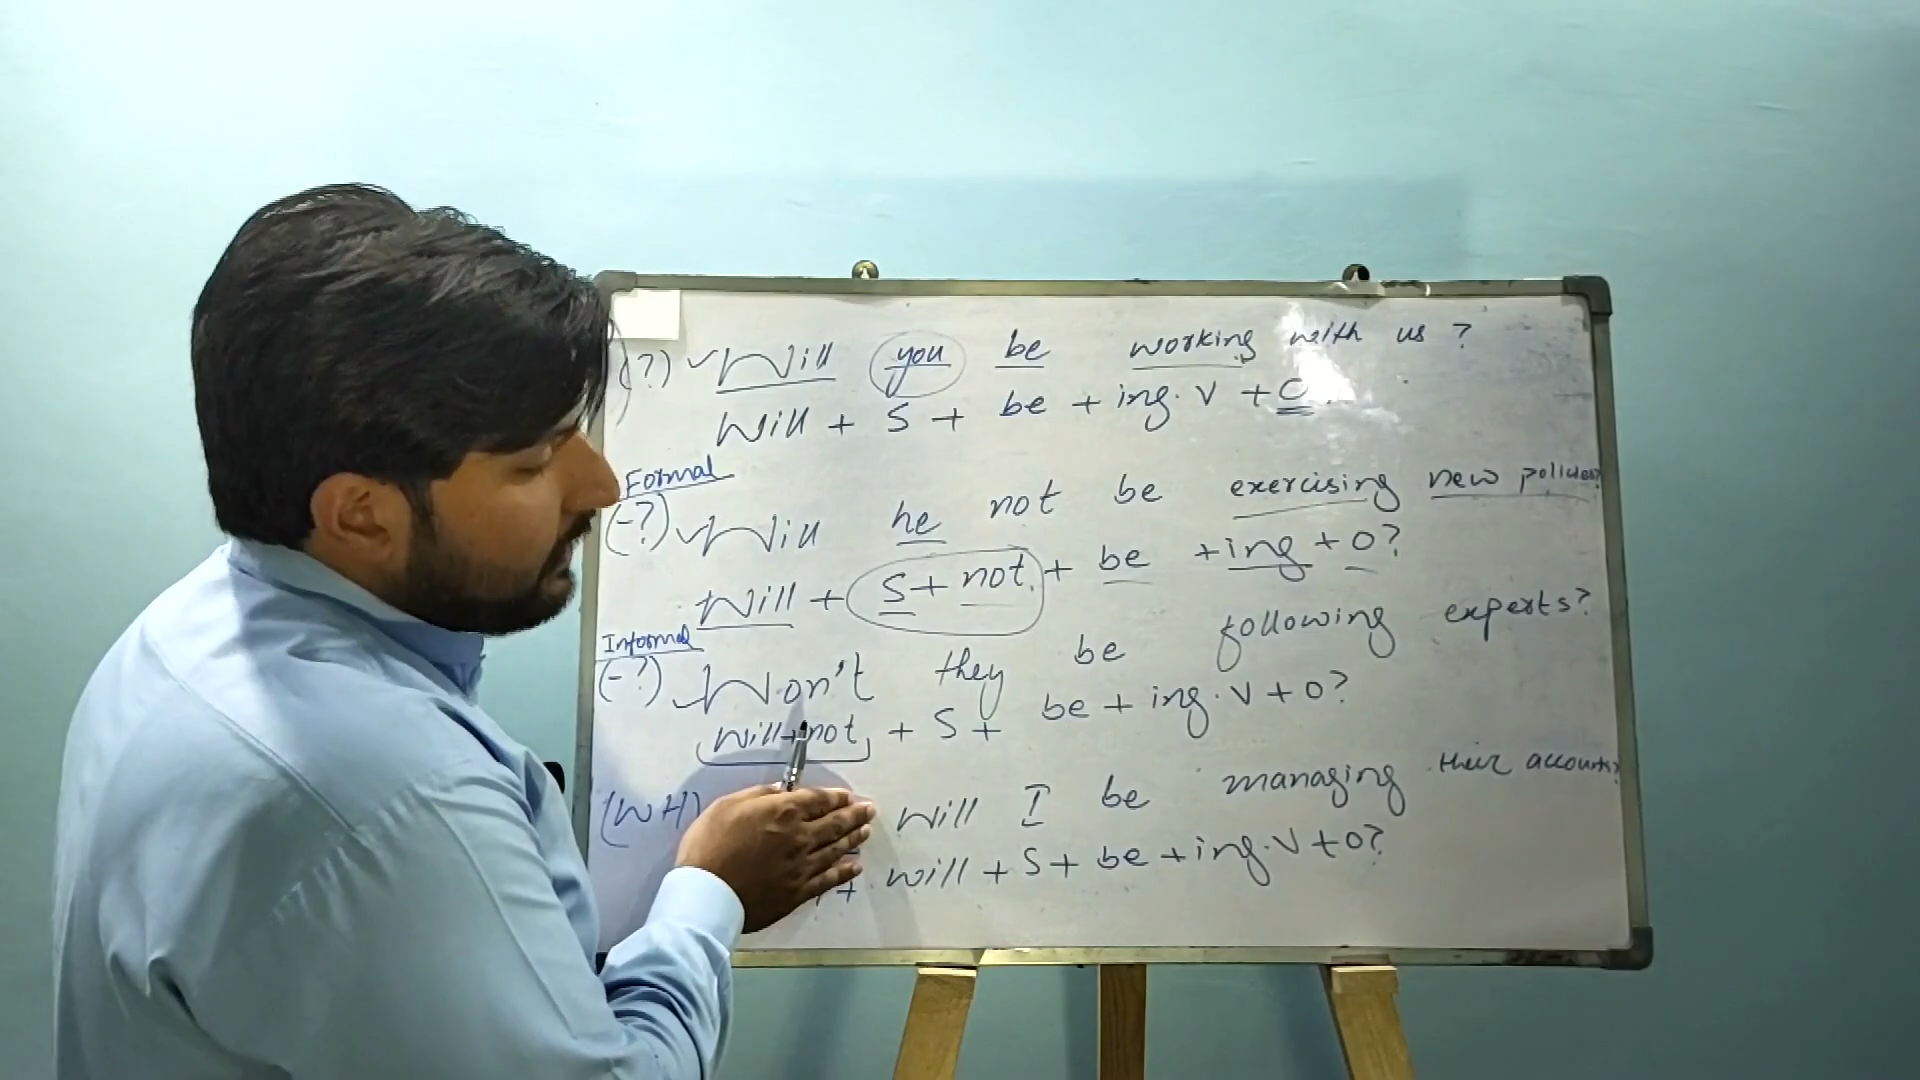 (?) Will you be working with us ?
Will + S + be + ing. V + O.
Formal
(-?) Will he not be exercising new policies?
Will + S + not + be + ing + O?
Informal
(-?) Won't they be following experts?
Will + not + S + be + ing. V + O?
(WH) will I be managing their accounts?
+ will + S + be + ing. V + O?